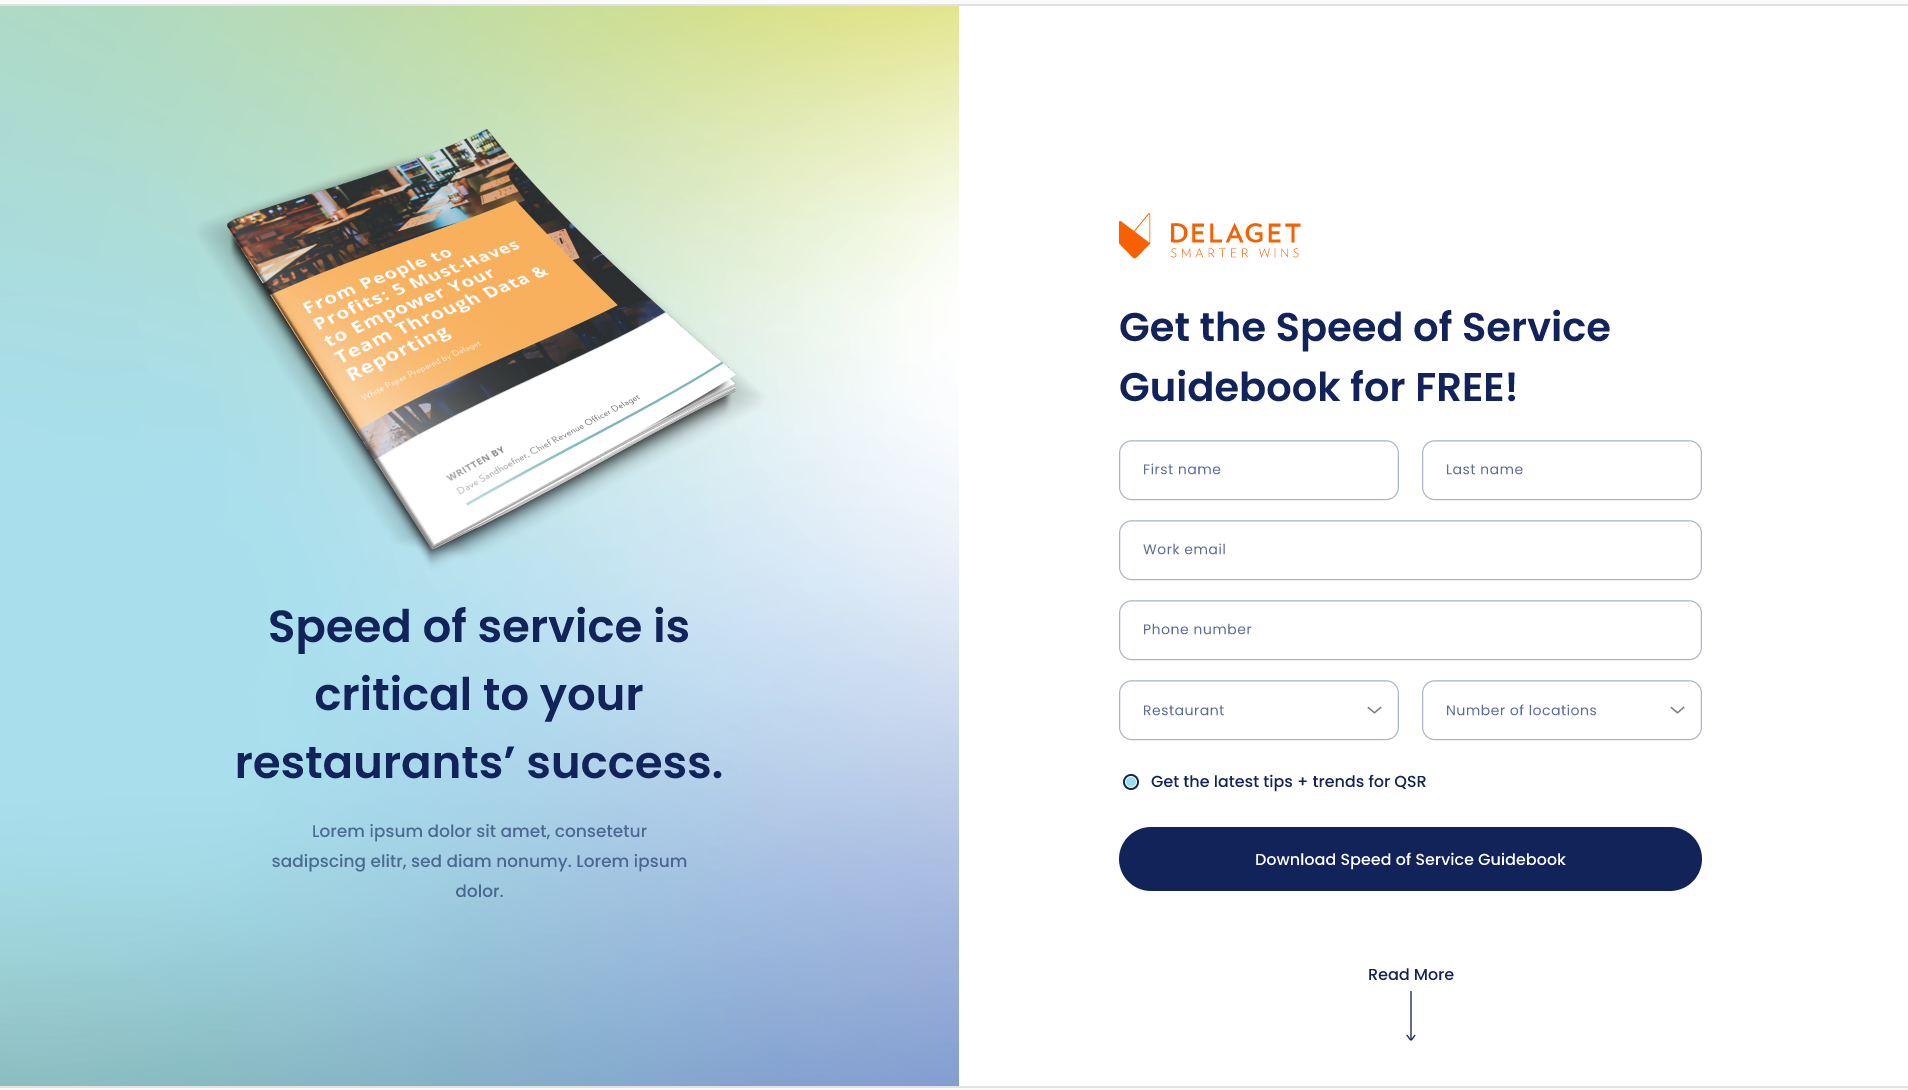 From People to
Profits: 5 Must-Haves
to Empower Your
Team Through Data &
Reporting
White Paper Prepared by Delaget
WRITTEN BY
Dave Sandhoefner, Chief Revenue Officer Delaget
Speed of service is
critical to your
restaurants’ success.
Lorem ipsum dolor sit amet, consetetur
sadipscing elitr, sed diam nonumy. Lorem ipsum
dolor.
DELAGET
SMARTER WINS
Get the Speed of Service
Guidebook for FREE!
First name
Last name
Work email
Phone number
Restaurant
Number of locations
Get the latest tips + trends for QSR
Download Speed of Service Guidebook
Read More